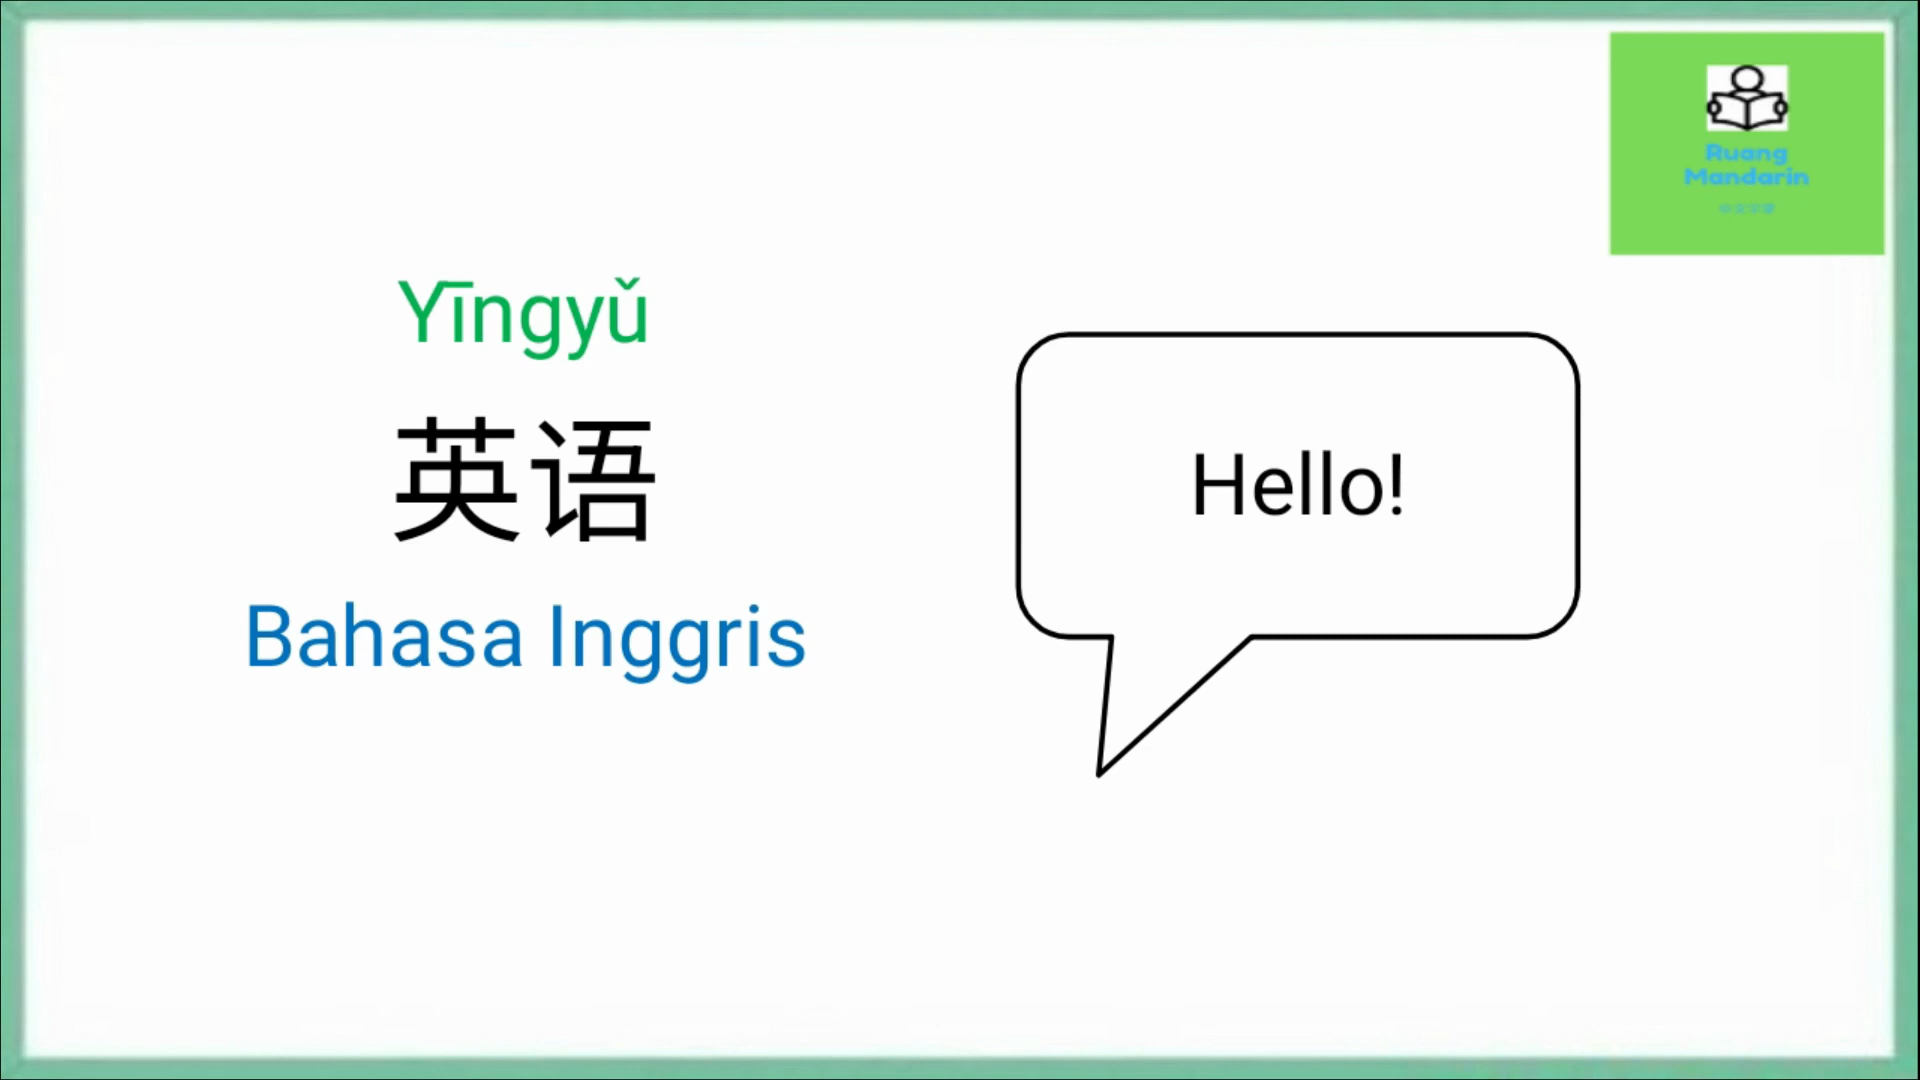 Ruang
Mandarin
Yīngyǔ
英语
Bahasa Inggris
Hello!